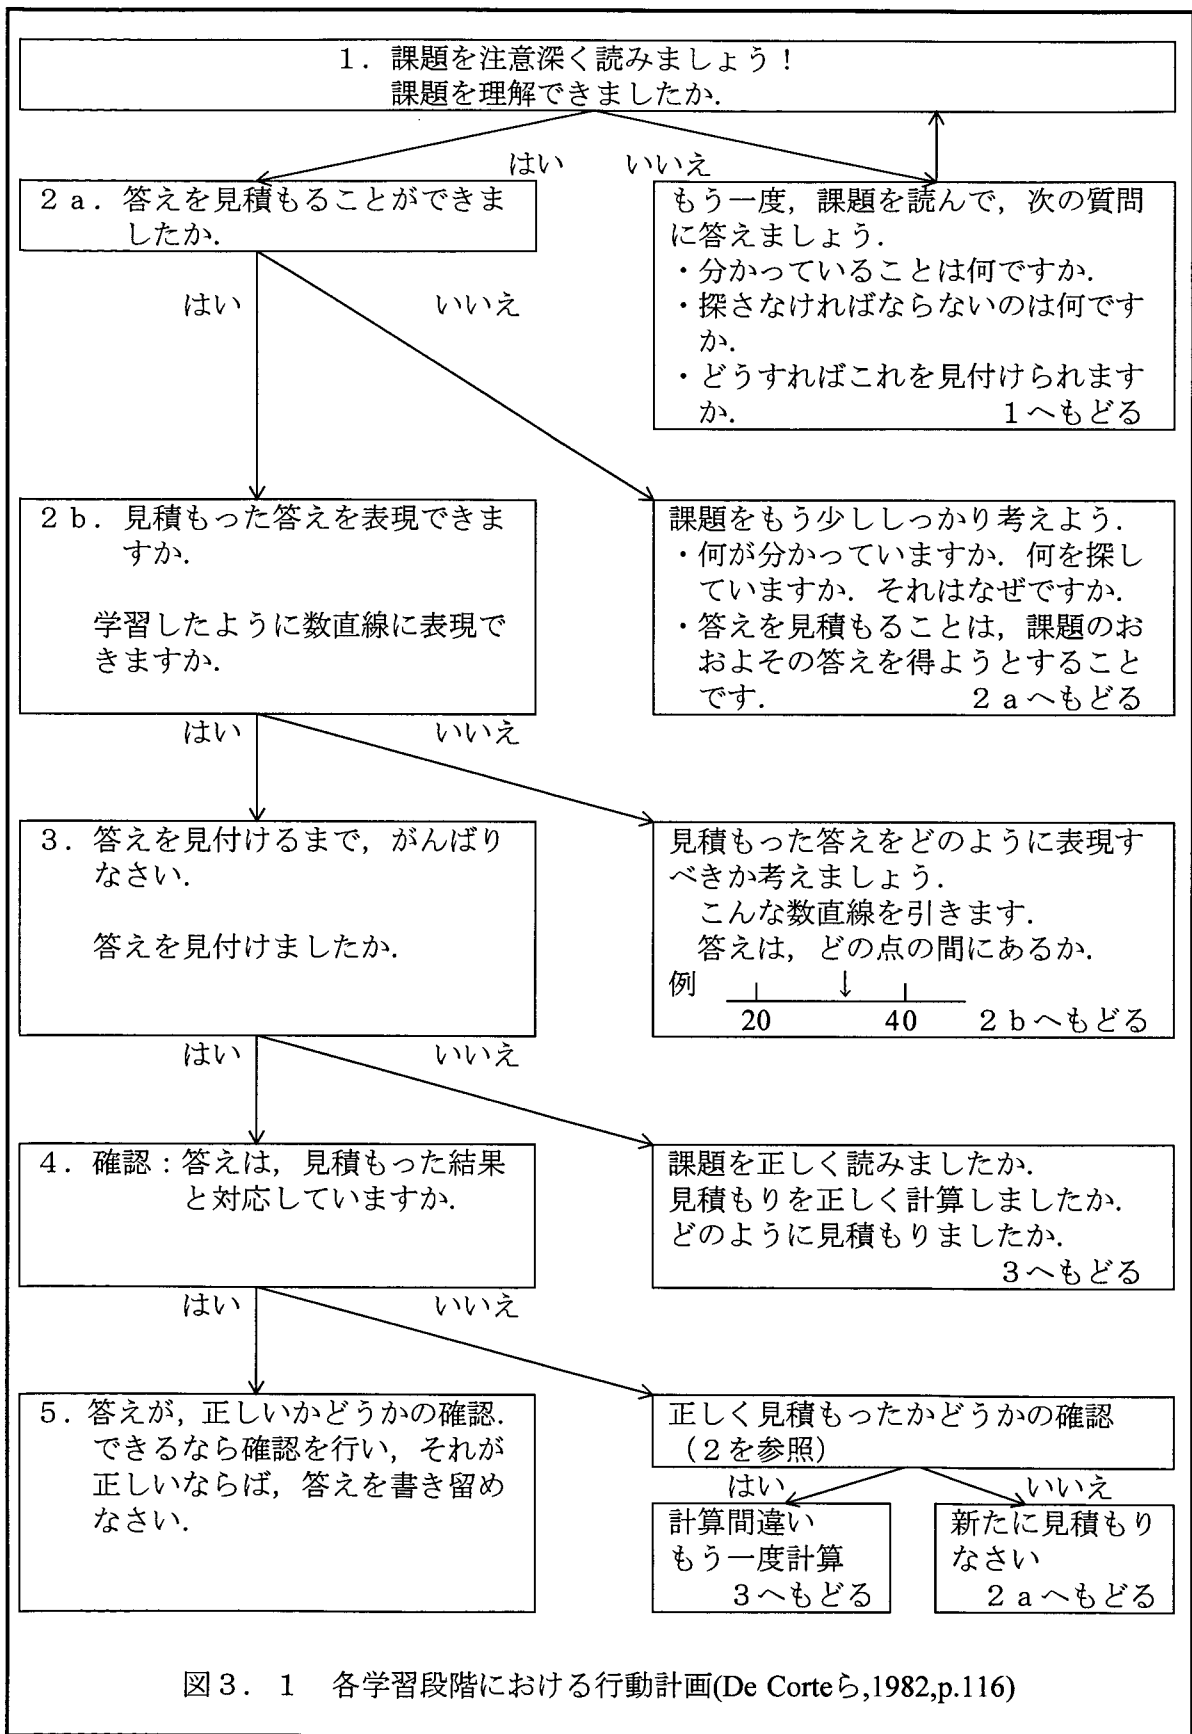 1．課題を注意深く読みましょう！
課題を理解できましたか．
はい　いいえ
2a．答えを見積もることができま
したか．
もう一度，課題を読んで，次の質問
に答えましょう．
・分かっていることは何ですか．
・探さなければならないのは何です
か．
・どうすればこれを見付けられます
か．　1へもどる
はい　いいえ
2b．見積もった答えを表現できま
すか．
学習したように数直線に表現で
きますか．
課題をもう少ししっかり考えよう．
・何が分かっていますか．何を探し
ていますか．それはなぜですか．
・答えを見積もることは，課題のお
およその答えを得ようとすること
です．　2aへもどる
はい　いいえ
3．答えを見付けるまで，がんばり
なさい．
答えを見付けましたか．
見積もった答えをどのように表現す
べきか考えましょう．
こんな数直線を引きます．
答えは，どの点の間にあるか．
例
20　40　2bへもどる
はい　いいえ
4．確認：答えは，見積もった結果
と対応していますか．
課題を正しく読みましたか．
見積もりを正しく計算しましたか．
どのように見積もりましたか．
3へもどる
はい　いいえ
5．答えが，正しいかどうかの確認．
できるなら確認を行い，それが
正しいならば，答えを書き留め
なさい．
正しく見積もったかどうかの確認
（2を参照）
はい　いいえ
計算間違い
もう一度計算
3へもどる
新たに見積もり
なさい
2aへもどる
図3．1　各学習段階における行動計画(De Corteら,1982,p.116)